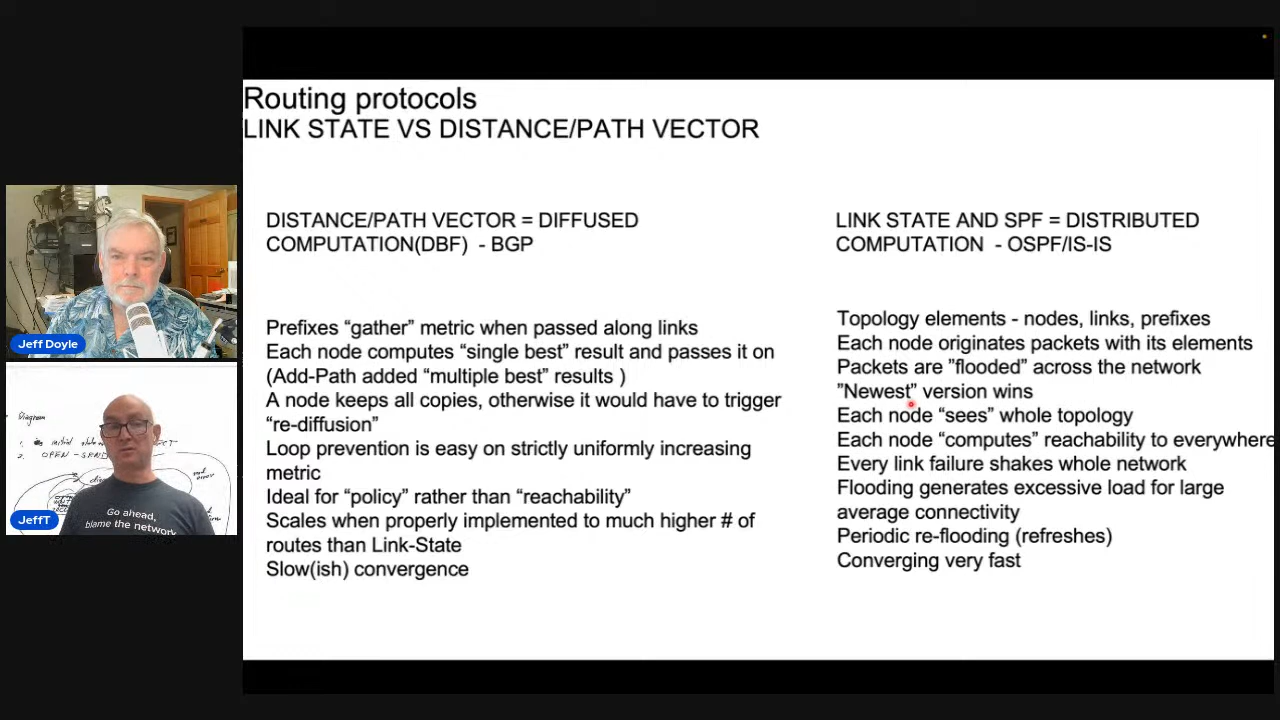 Routing protocols
LINK STATE VS DISTANCE/PATH VECTOR
DISTANCE/PATH VECTOR = DIFFUSED
COMPUTATION(DBF) - BGP
Prefixes “gather” metric when passed along links
Each node computes “single best” result and passes it on
(Add-Path added “multiple best” results )
A node keeps all copies, otherwise it would have to trigger
“re-diffusion”
Loop prevention is easy on strictly uniformly increasing
metric
Ideal for “policy” rather than “reachability”
Scales when properly implemented to much higher # of
routes than Link-State
Slow(ish) convergence
LINK STATE AND SPF = DISTRIBUTED
COMPUTATION - OSPF/IS-IS
Topology elements - nodes, links, prefixes
Each node originates packets with its elements
Packets are ”flooded” across the network
”Newest” version wins
Each node “sees” whole topology
Each node “computes” reachability to everywhere
Every link failure shakes whole network
Flooding generates excessive load for large
average connectivity
Periodic re-flooding (refreshes)
Converging very fast
Jeff Doyle
Diagram
1. initial state
2. OPEN-
Go ahead,
blame the network
JeffT